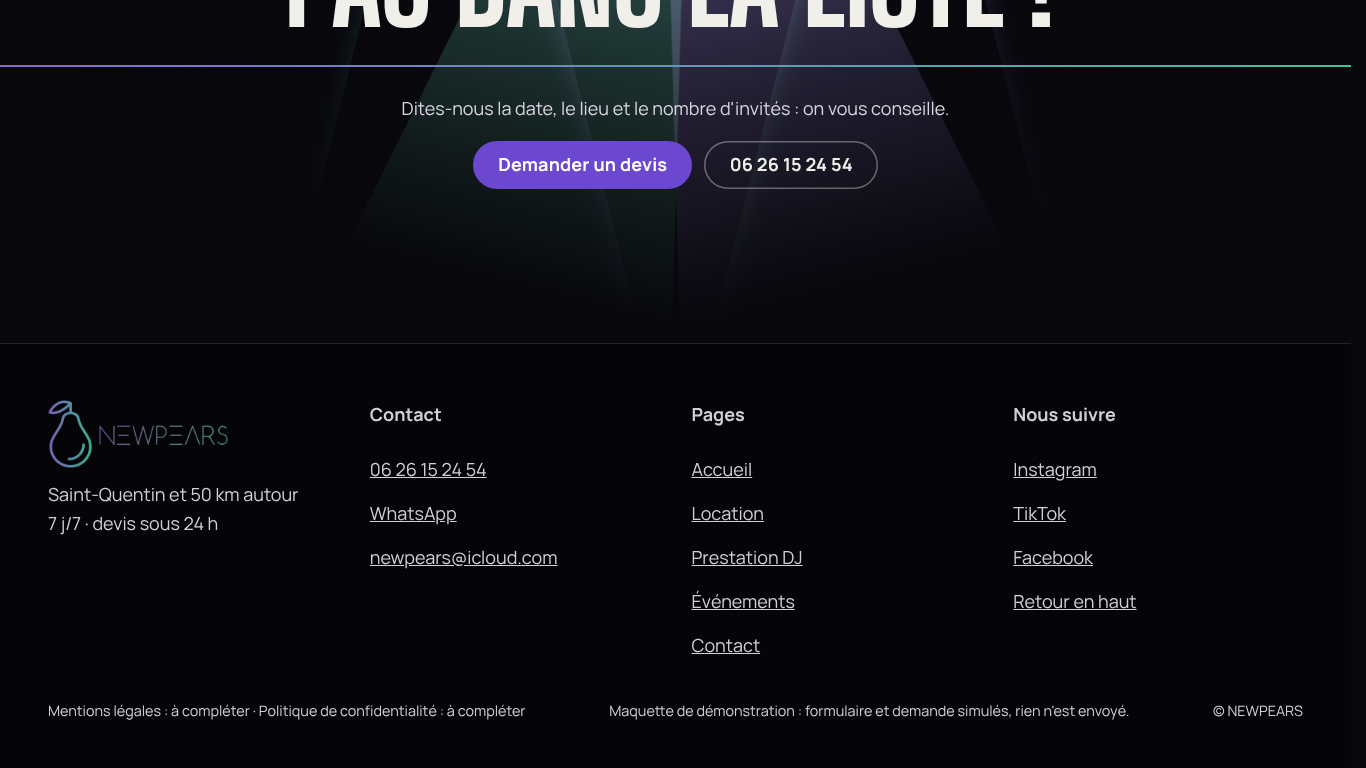 PAS DANS LA LISTE ?
Dites-nous la date, le lieu et le nombre d'invités : on vous conseille.
Demander un devis
06 26 15 24 54
NEWPEARS
Saint-Quentin et 50 km autour
7 j/7 · devis sous 24 h
Contact
06 26 15 24 54
WhatsApp
newpears@icloud.com
Pages
Accueil
Location
Prestation DJ
Événements
Contact
Nous suivre
Instagram
TikTok
Facebook
Retour en haut
Mentions légales : à compléter · Politique de confidentialité : à compléter
Maquette de démonstration : formulaire et demande simulés, rien n'est envoyé.
© NEWPEARS